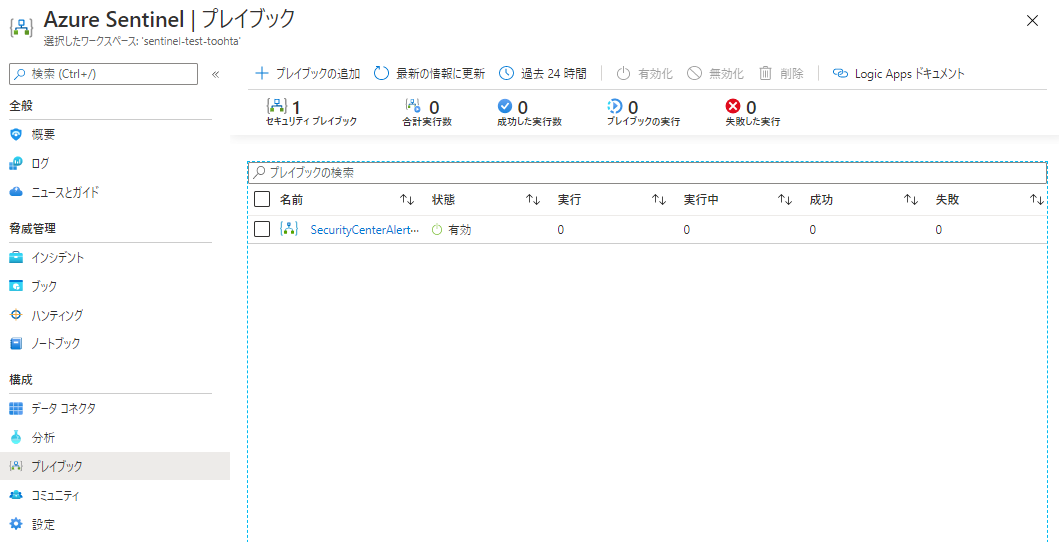 Azure Sentinel | プレイブック
選択したワークスペース: 'sentinel-test-toohta'
検索 (Ctrl+/)
«
全般
概要
ログ
ニュースとガイド
脅威管理
インシデント
ブック
ハンティング
ノートブック
構成
データ コネクタ
分析
プレイブック
コミュニティ
設定
プレイブックの追加 最新の情報に更新 過去 24 時間 有効化 無効化 削除 Logic Apps ドキュメント
1 0 0 0 0
セキュリティ プレイブック 合計実行数 成功した実行数 プレイブックの実行 失敗した実行
プレイブックの検索
名前 状態 実行 実行中 成功 失敗
SecurityCenterAlert··· 有効 0 0 0 0